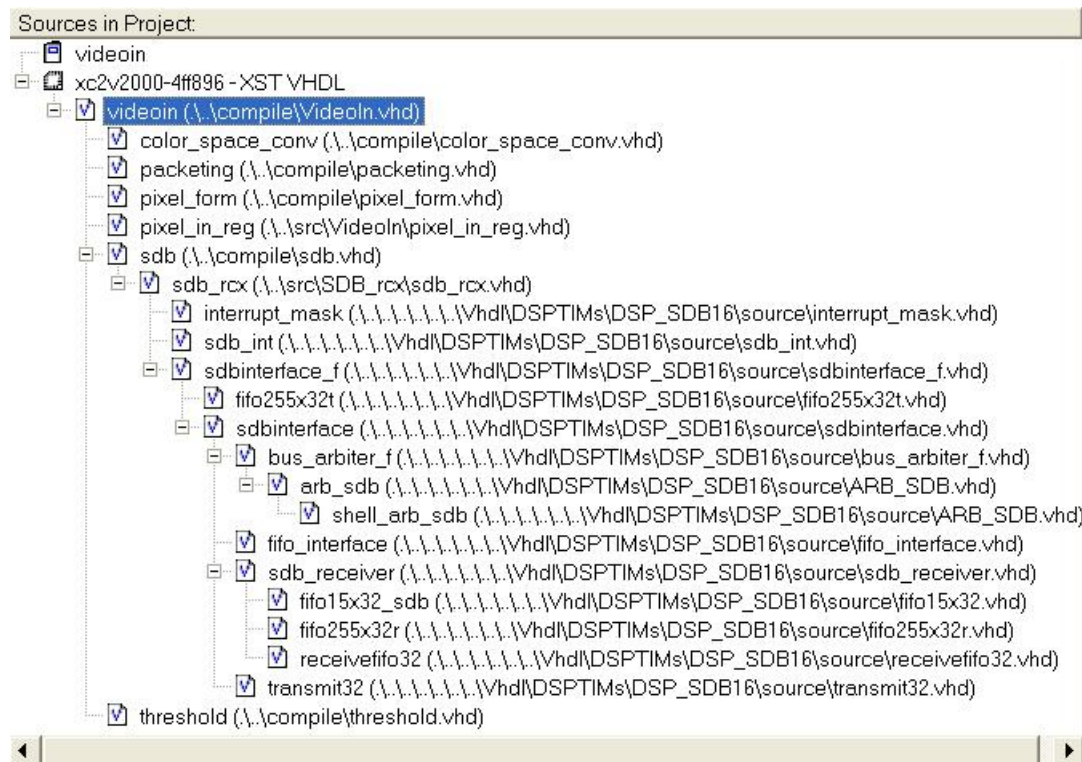 Sources in Project:
videoin
xc2v2000-4ff896 - XST VHDL
videoin (.\..\compile\VideoIn.vhd)
color_space_conv (.\..\compile\color_space_conv.vhd)
packeting (.\..\compile\packeting.vhd)
pixel_form (.\..\compile\pixel_form.vhd)
pixel_in_reg (.\..\src\VideoIn\pixel_in_reg.vhd)
sdb (.\..\compile\sdb.vhd)
sdb_rcx (.\..\src\SDB_rcx\sdb_rcx.vhd)
interrupt_mask (.\..\..\..\..\..\..\Vhdl\DSPTIMs\DSP_SDB16\source\interrupt_mask.vhd)
sdb_int (.\..\..\..\..\..\..\Vhdl\DSPTIMs\DSP_SDB16\source\sdb_int.vhd)
sdbinterface_f (.\..\..\..\..\..\..\Vhdl\DSPTIMs\DSP_SDB16\source\sdbinterface_f.vhd)
fifo255x32t (.\..\..\..\..\..\..\Vhdl\DSPTIMs\DSP_SDB16\source\fifo255x32t.vhd)
sdbinterface (.\..\..\..\..\..\..\Vhdl\DSPTIMs\DSP_SDB16\source\sdbinterface.vhd)
bus_arbiter_f (.\..\..\..\..\..\..\Vhdl\DSPTIMs\DSP_SDB16\source\bus_arbiter_f.vhd)
arb_sdb (.\..\..\..\..\..\..\Vhdl\DSPTIMs\DSP_SDB16\source\ARB_SDB.vhd)
shell_arb_sdb (.\..\..\..\..\..\..\Vhdl\DSPTIMs\DSP_SDB16\source\ARB_SDB.vhd)
fifo_interface (.\..\..\..\..\..\..\Vhdl\DSPTIMs\DSP_SDB16\source\fifo_interface.vhd)
sdb_receiver (.\..\..\..\..\..\..\Vhdl\DSPTIMs\DSP_SDB16\source\sdb_receiver.vhd)
fifo15x32_sdb (.\..\..\..\..\..\..\Vhdl\DSPTIMs\DSP_SDB16\source\fifo15x32.vhd)
fifo255x32r (.\..\..\..\..\..\..\Vhdl\DSPTIMs\DSP_SDB16\source\fifo255x32r.vhd)
receivefifo32 (.\..\..\..\..\..\..\Vhdl\DSPTIMs\DSP_SDB16\source\receivefifo32.vhd)
transmit32 (.\..\..\..\..\..\..\Vhdl\DSPTIMs\DSP_SDB16\source\transmit32.vhd)
threshold (.\..\compile\threshold.vhd)